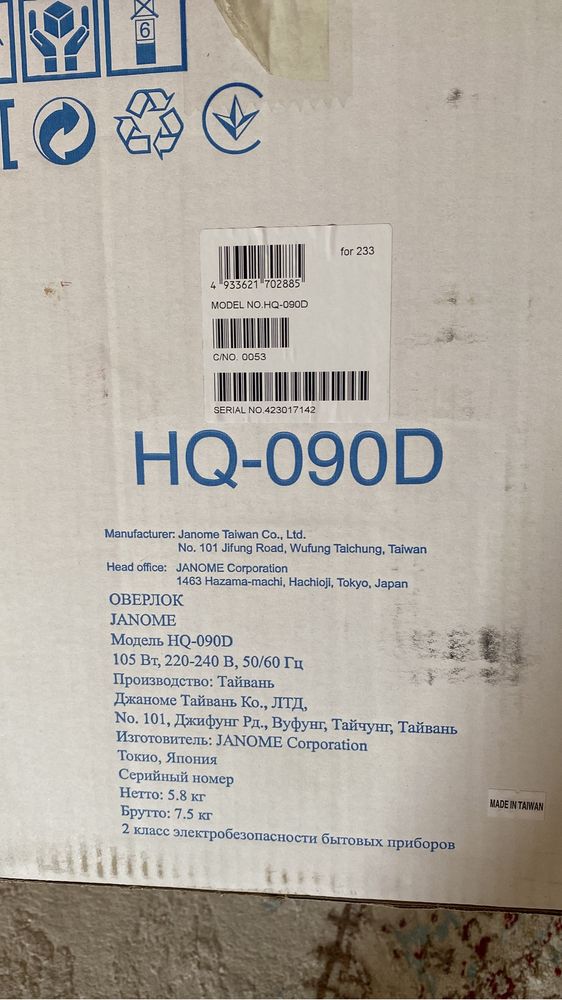 6
for 233
4 933621 702885
MODEL NO.HQ-090D
C/NO. 0053
SERIAL NO.423017142
HQ-090D
Manufacturer: Janome Taiwan Co., Ltd.
No. 101 Jifung Road, Wufung Taichung, Taiwan
Head office: JANOME Corporation
1463 Hazama-machi, Hachioji, Tokyo, Japan
ОВЕРЛОК
JANOME
Модель HQ-090D
105 Вт, 220-240 В, 50/60 Гц
Производство: Тайвань
Джаноме Тайвань Ко., ЛТД,
No. 101, Джифунг Рд., Вуфунг, Тайчунг, Тайвань
Изготовитель: JANOME Corporation
Токио, Япония
Серийный номер
Нетто: 5.8 кг
Брутто: 7.5 кг
MADE IN TAIWAN
2 класс электробезопасности бытовых приборов